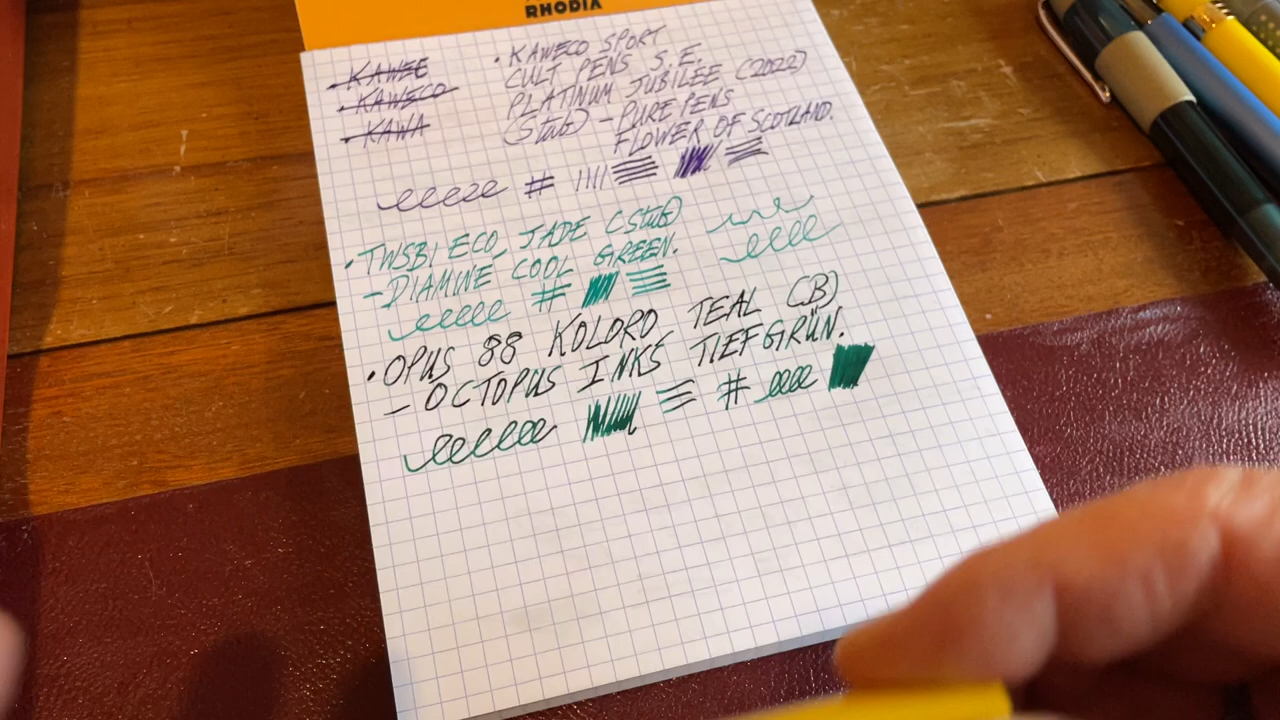 RHODIA
• KAWEE
• KAWECO
• KAWA
• KAWECO SPORT
CULT PENS S.E.
PLATINUM JUBILEE (2022)
(Stub) - PURE PENS
FLOWER OF SCOTLAND.
• TWSBI ECO JADE (Stub)
- DIAMINE COOL GREEN.
• OPUS 88 KOLORO TEAL (B)
- OCTOPUS INKS TIEFGRÜN.